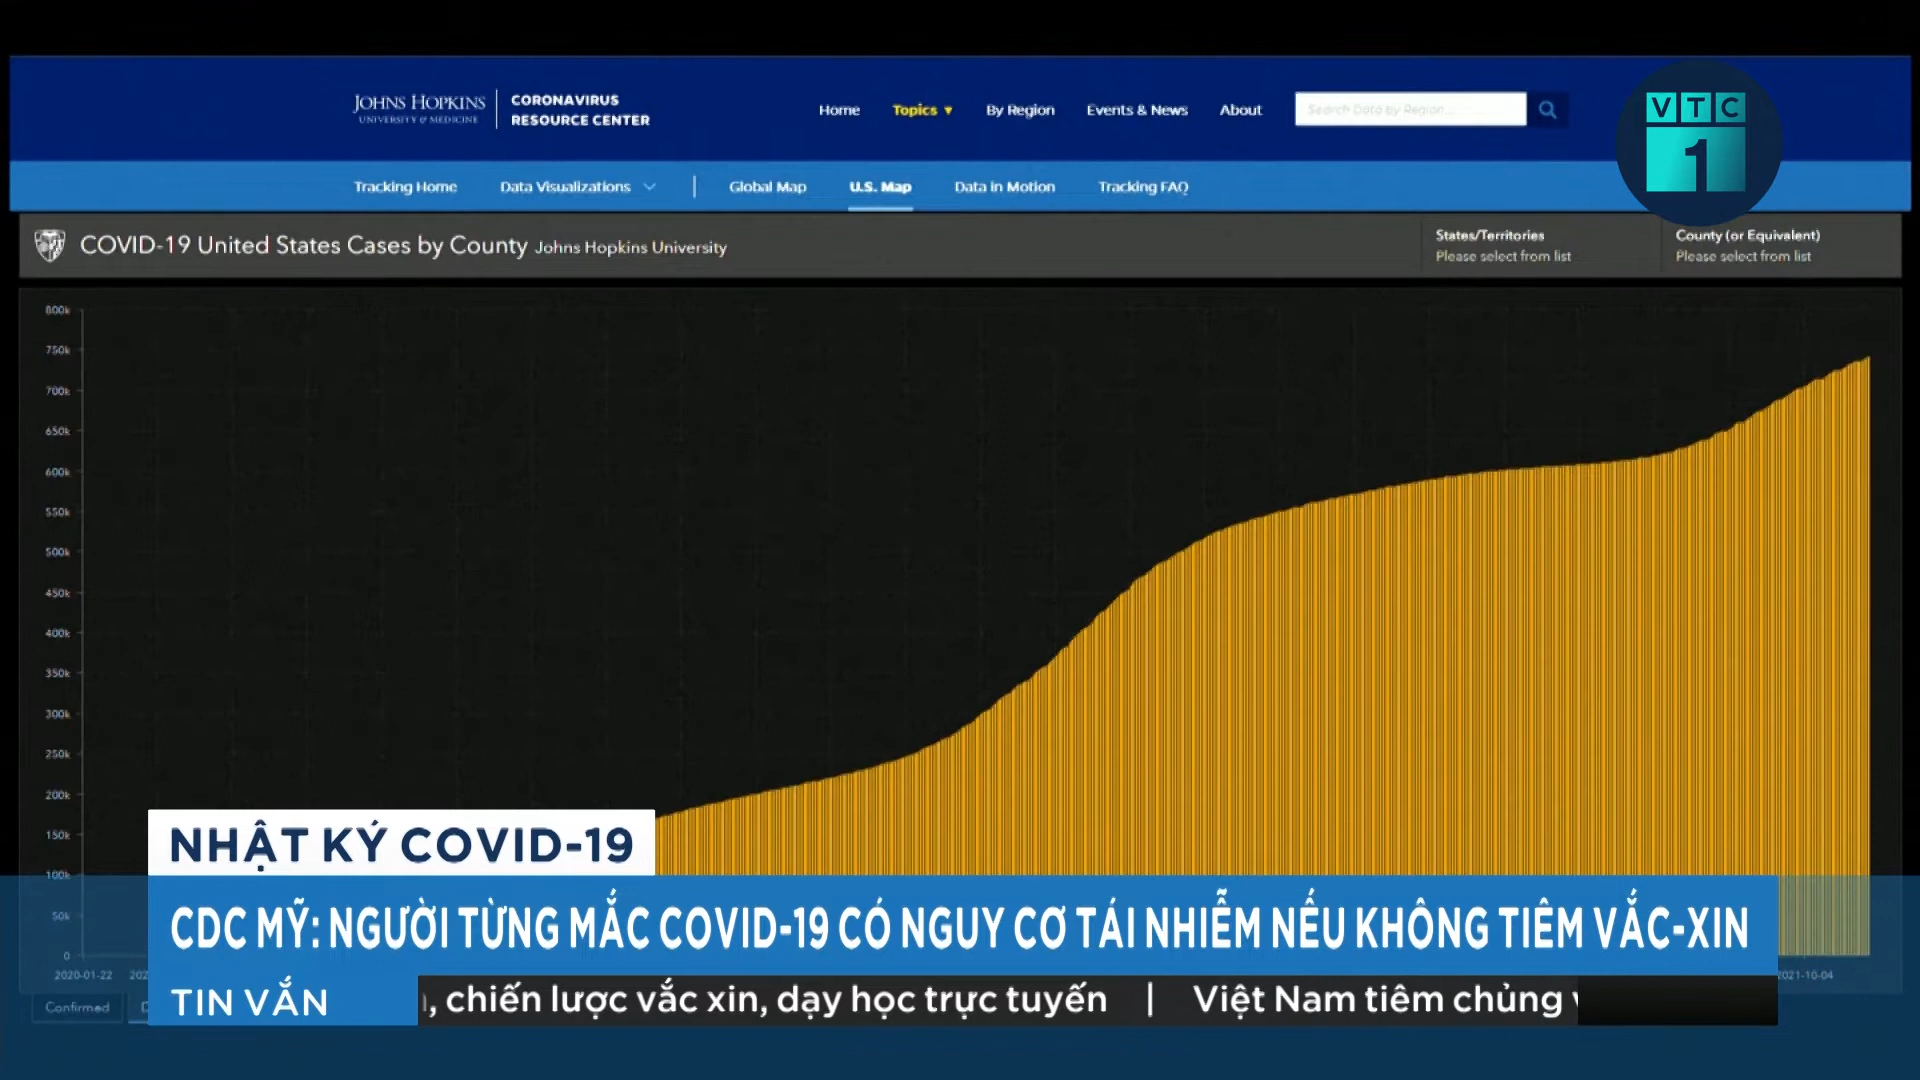 JOHNS HOPKINS
UNIVERSITY & MEDICINE
CORONAVIRUS
RESOURCE CENTER
Home
Topics ▼
By Region
Events & News
About
Search Data by Region...
VTC
1
Tracking Home
Data Visualizations
Global Map
U.S. Map
Data in Motion
Tracking FAQ
COVID-19 United States Cases by County Johns Hopkins University
States/Territories
Please select from list
County (or Equivalent)
Please select from list
800k
750k
700k
650k
600k
550k
500k
450k
400k
350k
300k
250k
200k
150k
100k
50k
0
2020-01-22
202
2021-10-04
Confirmed
NHẬT KÝ COVID-19
CDC MỸ: NGƯỜI TỪNG MẮC COVID-19 CÓ NGUY CƠ TÁI NHIỄM NẾU KHÔNG TIÊM VẮC-XIN
TIN VẮN
, chiến lược vắc xin, dạy học trực tuyến | Việt Nam tiêm chủng